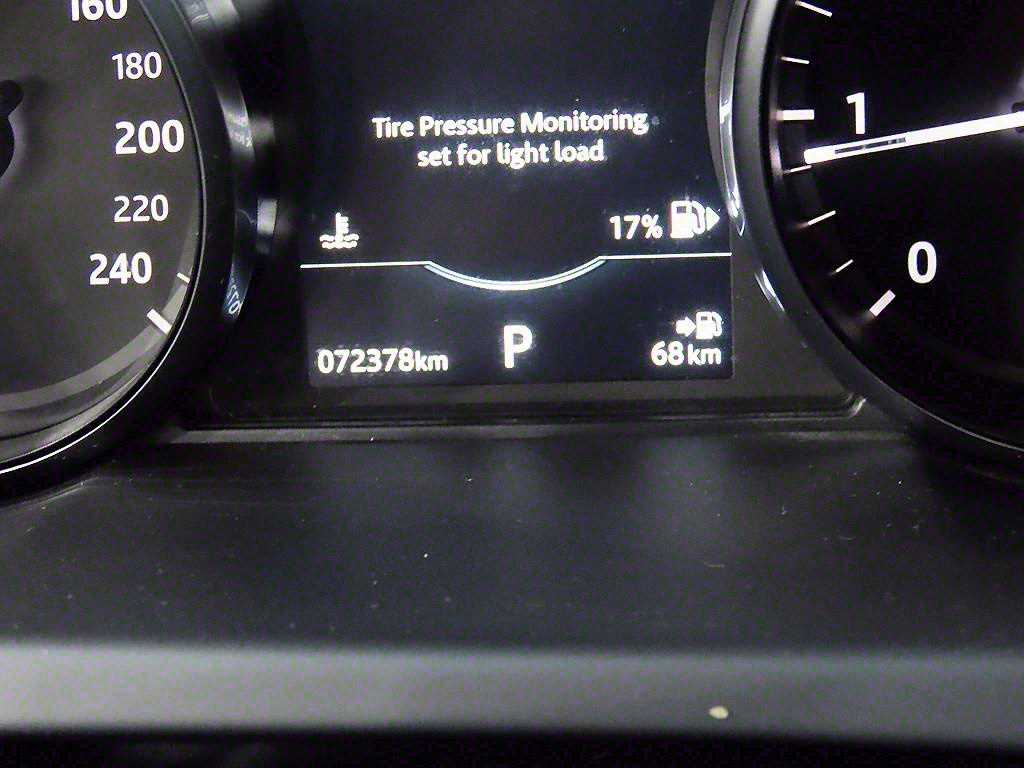 160
180
200
220
240
Tire Pressure Monitoring
set for light load
17%
072378km
P
68 km
1
0